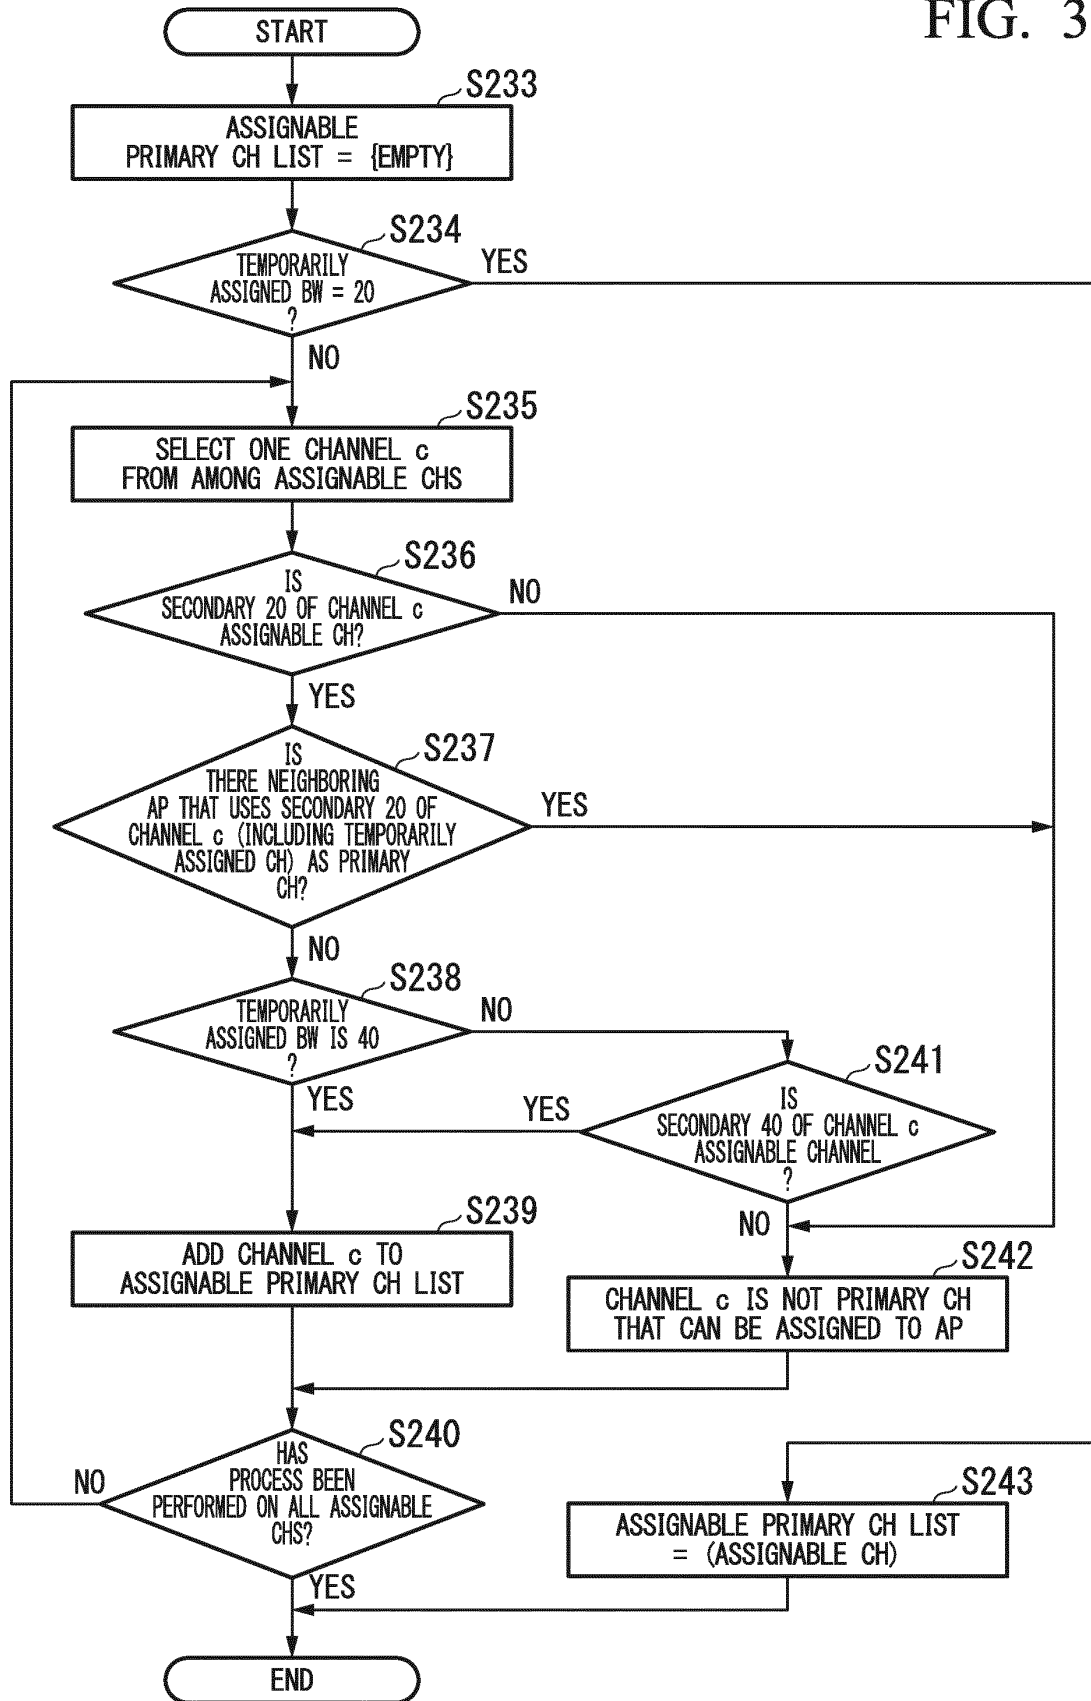 FIG. 3
START
S233
ASSIGNABLE
PRIMARY CH LIST = {EMPTY}
S234
TEMPORARILY
ASSIGNED BW = 20
?
YES
NO
S235
SELECT ONE CHANNEL c
FROM AMONG ASSIGNABLE CHS
S236
IS
SECONDARY 20 OF CHANNEL c
ASSIGNABLE CH?
NO
YES
S237
IS
THERE NEIGHBORING
AP THAT USES SECONDARY 20 OF
CHANNEL c (INCLUDING TEMPORARILY
ASSIGNED CH) AS PRIMARY
CH?
YES
NO
S238
TEMPORARILY
ASSIGNED BW IS 40
?
NO
YES
S241
IS
SECONDARY 40 OF CHANNEL c
ASSIGNABLE CHANNEL
?
YES
NO
S239
ADD CHANNEL c TO
ASSIGNABLE PRIMARY CH LIST
S242
CHANNEL c IS NOT PRIMARY CH
THAT CAN BE ASSIGNED TO AP
S240
HAS
PROCESS BEEN
PERFORMED ON ALL ASSIGNABLE
CHS?
NO
YES
S243
ASSIGNABLE PRIMARY CH LIST
= (ASSIGNABLE CH)
END